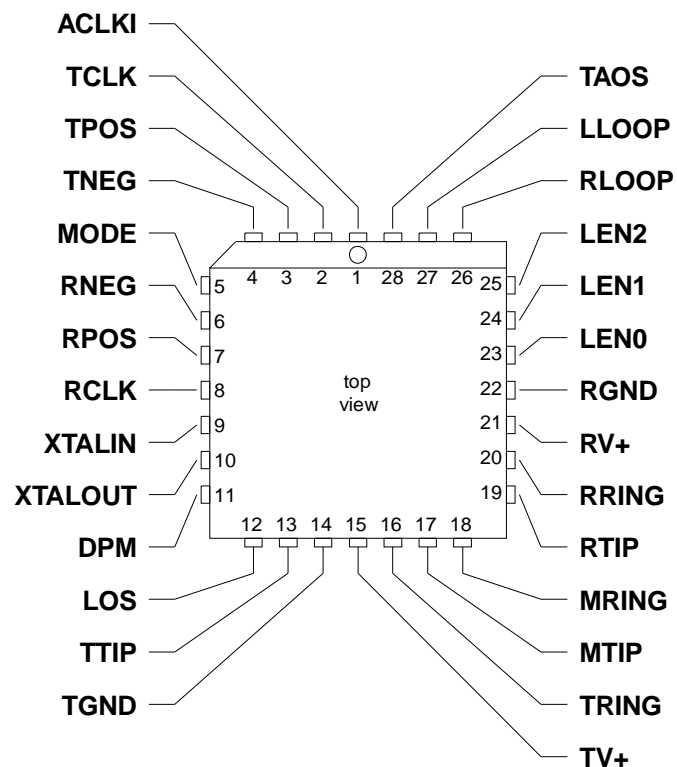 ACLKI
TCLK
TPOS
TNEG
MODE
RNEG
RPOS
RCLK
XTALIN
XTALOUT
DPM
LOS
TTIP
TGND
TAOS
LLOOP
RLOOP
LEN2
LEN1
LEN0
RGND
RV+
RRING
RTIP
MRING
MTIP
TRING
TV+
4 3 2 1 28 27 26
5
6
7
8
9
10
11
25
24
23
22
21
20
19
top
view
12 13 14 15 16 17 18